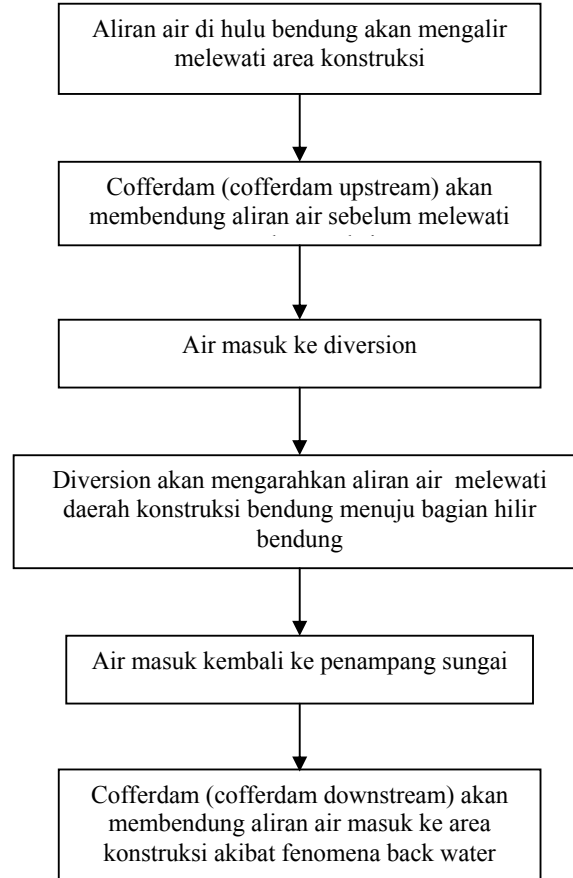 Aliran air di hulu bendung akan mengalir
melewati area konstruksi
Cofferdam (cofferdam upstream) akan
membendung aliran air sebelum melewati
Air masuk ke diversion
Diversion akan mengarahkan aliran air melewati
daerah konstruksi bendung menuju bagian hilir
bendung
Air masuk kembali ke penampang sungai
Cofferdam (cofferdam downstream) akan
membendung aliran air masuk ke area
konstruksi akibat fenomena back water